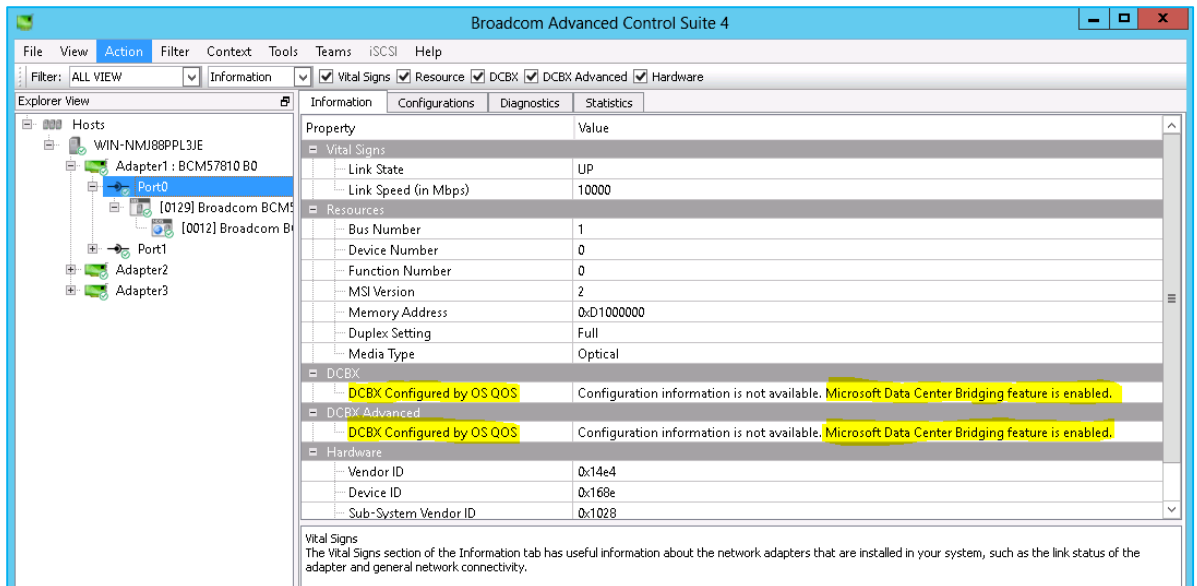 Broadcom Advanced Control Suite 4
File View Action Filter Context Tools Teams iSCSI Help
Filter: ALL VIEW Information Vital Signs Resource DCBX DCBX Advanced Hardware
Explorer View
Hosts
WIN-NMJ88PPL3JE
Adapter1 : BCM57810 B0
Port0
[0129] Broadcom BCM5
[0012] Broadcom B
Port1
Adapter2
Adapter3
Information Configurations Diagnostics Statistics
Property Value
Vital Signs
Link State UP
Link Speed (in Mbps) 10000
Resources
Bus Number 1
Device Number 0
Function Number 0
MSI Version 2
Memory Address 0xD1000000
Duplex Setting Full
Media Type Optical
DCBX
DCBX Configured by OS QOS Configuration information is not available. Microsoft Data Center Bridging feature is enabled.
DCBX Advanced
DCBX Configured by OS QOS Configuration information is not available. Microsoft Data Center Bridging feature is enabled.
Hardware
Vendor ID 0x14e4
Device ID 0x168e
Sub-System Vendor ID 0x1028
Vital Signs
The Vital Signs section of the Information tab has useful information about the network adapters that are installed in your system, such as the link status of the
adapter and general network connectivity.